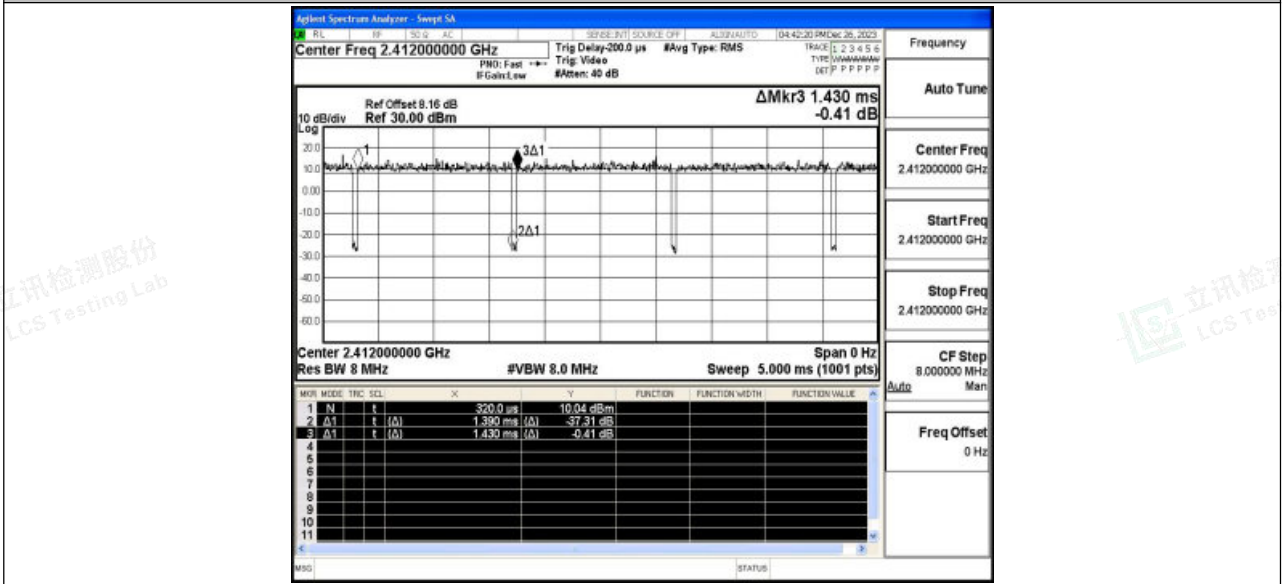 Agilent Spectrum Analyzer - Swept SA
RL RF 50 Ω AC SENSE:INT SOURCE OFF ALIGNAUTO 04:42:20 PM Dec 26, 2023
Center Freq 2.412000000 GHz
PNO: Fast
IFGain:Low
Trig Delay-200.0 µs
Trig: Video
#Atten: 40 dB
#Avg Type: RMS
TRACE 1 2 3 4 5 6
TYPE WWWWWW
DET P P P P P P
Frequency
Auto Tune
Center Freq
2.412000000 GHz
Start Freq
2.412000000 GHz
Stop Freq
2.412000000 GHz
CF Step
8.000000 MHz
Auto Man
Freq Offset
0 Hz
ΔMkr3 1.430 ms
-0.41 dB
Ref Offset 8.16 dB
10 dB/div Ref 30.00 dBm
Log
20.0
10.0
0.00
-10.0
-20.0
-30.0
-40.0
-50.0
-60.0
1
3Δ1
2Δ1
Center 2.412000000 GHz Span 0 Hz
Res BW 8 MHz #VBW 8.0 MHz Sweep 5.000 ms (1001 pts)
MKR MODE TRC SCL X Y FUNCTION FUNCTION WIDTH FUNCTION VALUE
1 N t 320.0 us 10.04 dBm
2 Δ1 t (Δ) 1.390 ms (Δ) -37.31 dB
3 Δ1 t (Δ) 1.430 ms (Δ) -0.41 dB
4
5
6
7
8
9
10
11
MSG STATUS
立讯检测股份
LCS Testing Lab
立讯检
LCS Tes